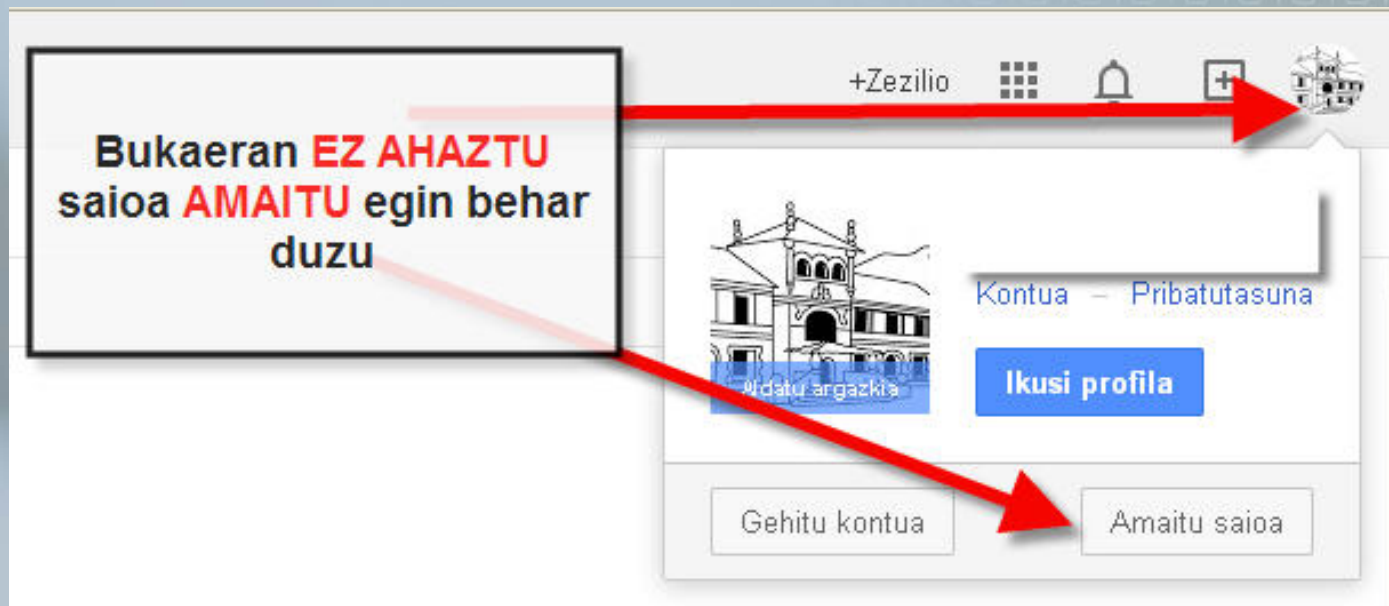 +Zezilio
Bukaeran EZ AHAZTU
saioa AMAITU egin behar
duzu
Kontua – Pribatutasuna
Aldatu argazkia
Ikusi profila
Gehitu kontua
Amaitu saioa